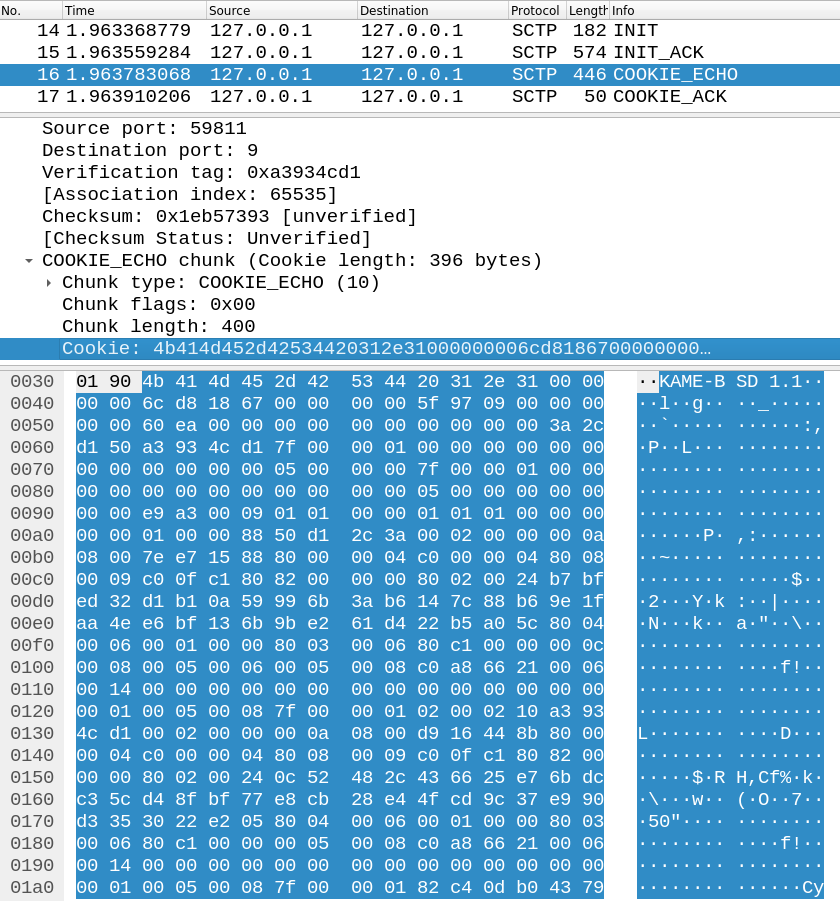 No. Time Source Destination Protocol Length Info
14 1.963368779 127.0.0.1 127.0.0.1 SCTP 182 INIT
15 1.963559284 127.0.0.1 127.0.0.1 SCTP 574 INIT_ACK
16 1.963783068 127.0.0.1 127.0.0.1 SCTP 446 COOKIE_ECHO
17 1.963910206 127.0.0.1 127.0.0.1 SCTP 50 COOKIE_ACK
Source port: 59811
Destination port: 9
Verification tag: 0xa3934cd1
[Association index: 65535]
Checksum: 0x1eb57393 [unverified]
[Checksum Status: Unverified]
COOKIE_ECHO chunk (Cookie length: 396 bytes)
Chunk type: COOKIE_ECHO (10)
Chunk flags: 0x00
Chunk length: 400
Cookie: 4b414d452d42534420312e31000000006cd8186700000000…
0030 01 90 4b 41 4d 45 2d 42 53 44 20 31 2e 31 00 00 ··KAME-B SD 1.1··
0040 00 00 6c d8 18 67 00 00 00 00 5f 97 09 00 00 00 ··l··g·· ··_·····
0050 00 00 60 ea 00 00 00 00 00 00 00 00 00 00 3a 2c ··`····· ······:,
0060 d1 50 a3 93 4c d1 7f 00 00 01 00 00 00 00 00 00 ·P··L··· ········
0070 00 00 00 00 00 00 05 00 00 00 7f 00 00 01 00 00 ········ ········
0080 00 00 00 00 00 00 00 00 00 05 00 00 00 00 00 00 ········ ········
0090 00 00 e9 a3 00 09 01 01 00 00 01 01 01 00 00 00 ········ ········
00a0 00 00 01 00 00 88 50 d1 2c 3a 00 02 00 00 00 0a ······P· ,:······
00b0 08 00 7e e7 15 88 80 00 00 04 c0 00 00 04 80 08 ··~····· ········
00c0 00 09 c0 0f c1 80 82 00 00 00 80 02 00 24 b7 bf ········ ·····$··
00d0 ed 32 d1 b1 0a 59 99 6b 3a b6 14 7c 88 b6 9e 1f ·2···Y·k :··|····
00e0 aa 4e e6 bf 13 6b 9b e2 61 d4 22 b5 a0 5c 80 04 ·N···k·· a·"··\··
00f0 00 06 00 01 00 00 80 03 00 06 80 c1 00 00 00 0c ········ ········
0100 00 08 00 05 00 06 00 05 00 08 c0 a8 66 21 00 06 ········ ····f!··
0110 00 14 00 00 00 00 00 00 00 00 00 00 00 00 00 00 ········ ········
0120 00 01 00 05 00 08 7f 00 00 01 02 00 02 10 a3 93 ········ ········
0130 4c d1 00 02 00 00 00 0a 08 00 d9 16 44 8b 80 00 L······· ····D···
0140 00 04 c0 00 00 04 80 08 00 09 c0 0f c1 80 82 00 ········ ········
0150 00 00 80 02 00 24 0c 52 48 2c 43 66 25 e7 6b dc ·····$·R H,Cf%·k·
0160 c3 5c d4 8f bf 77 e8 cb 28 e4 4f cd 9c 37 e9 90 ·\···w·· (·O··7··
0170 d3 35 30 22 e2 05 80 04 00 06 00 01 00 00 80 03 ·50"···· ········
0180 00 06 80 c1 00 00 00 05 00 08 c0 a8 66 21 00 06 ········ ····f!··
0190 00 14 00 00 00 00 00 00 00 00 00 00 00 00 00 00 ········ ········
01a0 00 01 00 05 00 08 7f 00 00 01 82 c4 0d b0 43 79 ········ ······Cy